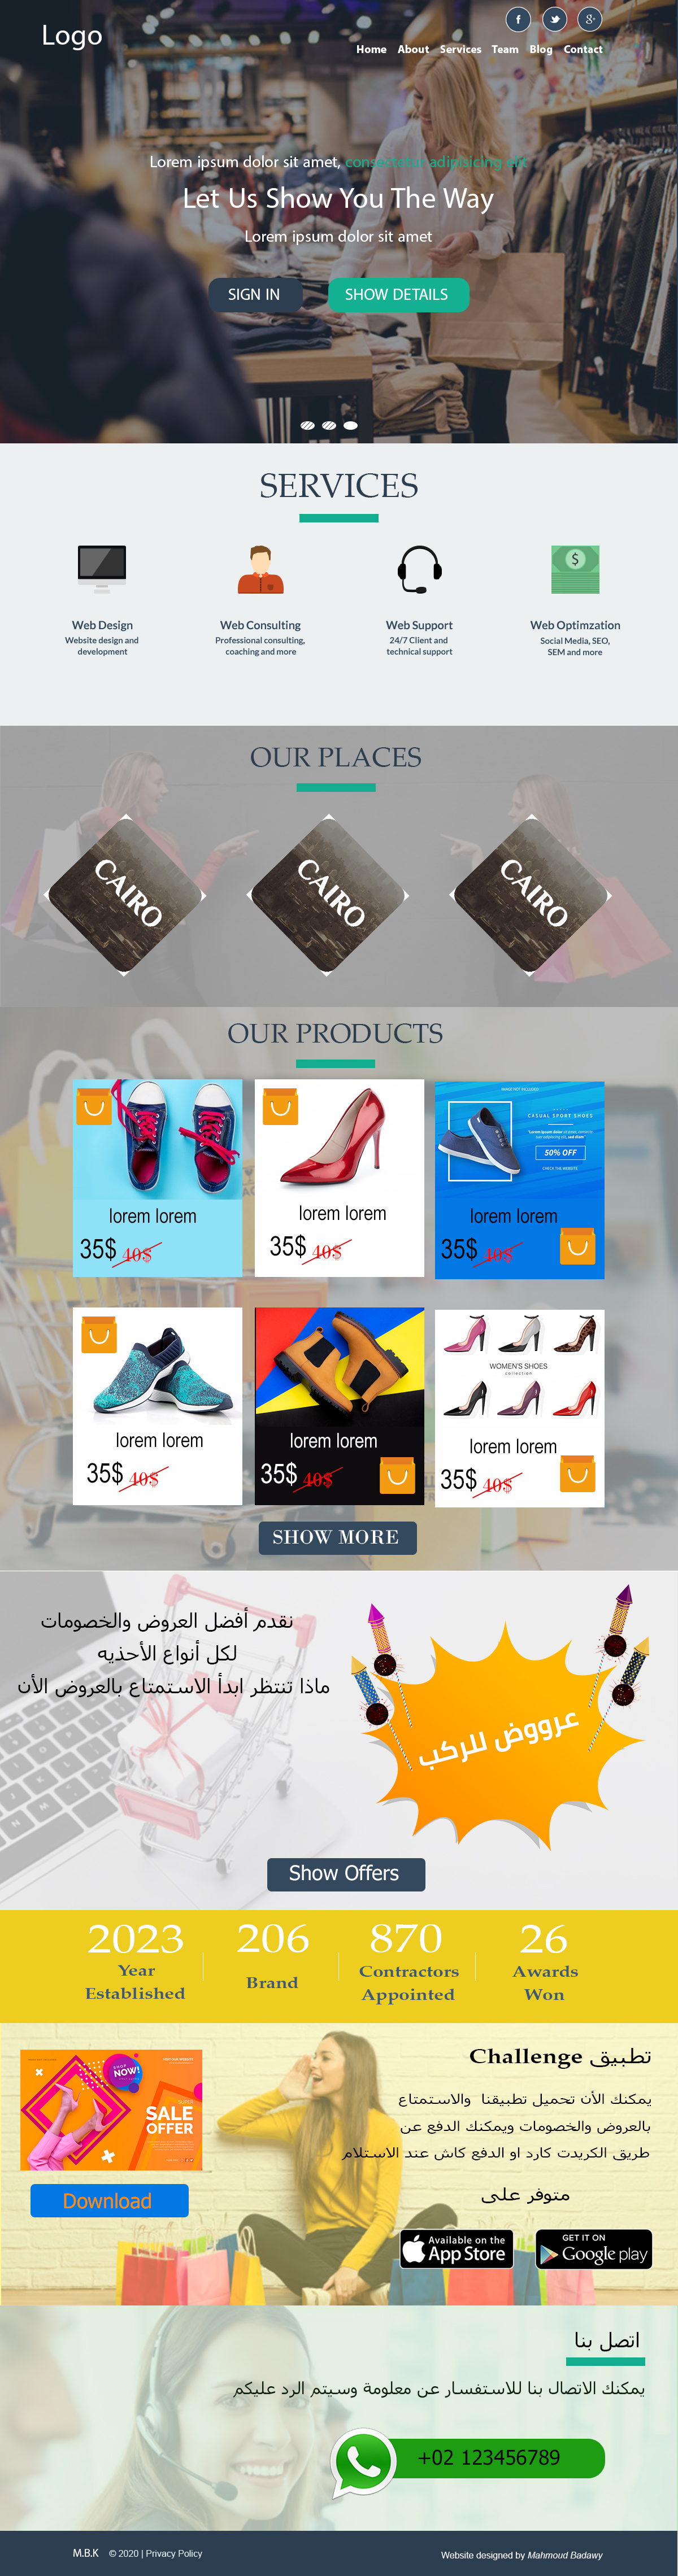 Logo
Home About Services Team Blog Contact
Lorem ipsum dolor sit amet, consectetur adipisicing elit
Let Us Show You The Way
Lorem ipsum dolor sit amet
SIGN IN
SHOW DETAILS
SERVICES
Web Design
Website design and
development
Web Consulting
Professional consulting,
coaching and more
Web Support
24/7 Client and
technical support
Web Optimzation
Social Media, SEO,
SEM and more
OUR PLACES
CAIRO
CAIRO
CAIRO
OUR PRODUCTS
lorem lorem
35$ 40$
lorem lorem
35$ 40$
CASUAL SPORT SHOES
50% OFF
CHECK THE WEBSITE
lorem lorem
35$ 40$
lorem lorem
35$ 40$
lorem lorem
35$ 40$
WOMEN'S SHOES
collection
lorem lorem
35$ 40$
SHOW MORE
نقدم أفضل العروض والخصومات
لكل أنواع الأحذيه
ماذا تنتظر ابدأ الاستمتاع بالعروض الأن
عرووض للركب
Show Offers
2023
Year
Established
206
Brand
870
Contractors
Appointed
26
Awards
Won
SHOP
NOW!
SUPER
SALE
OFFER
Download
تطبيق Challenge
يمكنك الأن تحميل تطبيقنا والاستمتاع
بالعروض والخصومات ويمكنك الدفع عن
طريق الكريدت كارد او الدفع كاش عند الاستلام
متوفر على
Available on the
App Store
GET IT ON
Google play
اتصل بنا
يمكنك الاتصال بنا للاستفسار عن معلومة وسيتم الرد عليكم
+02 123456789
M.B.K © 2020 | Privacy Policy
Website designed by Mahmoud Badawy